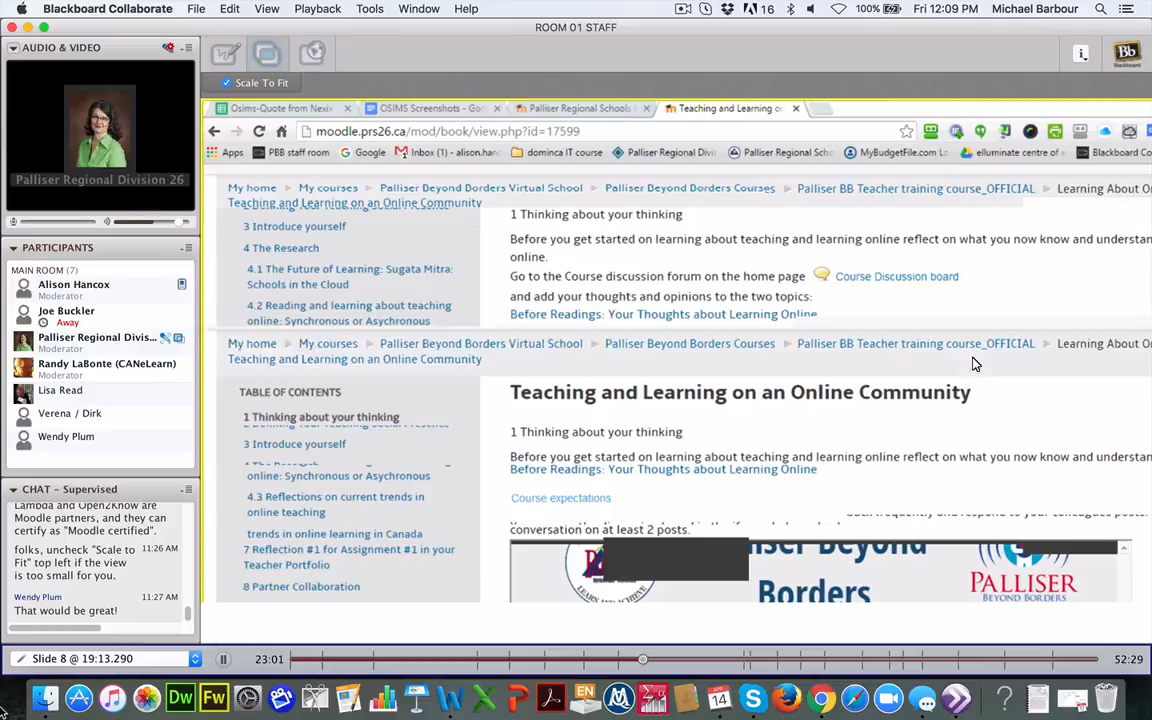 Blackboard Collaborate File Edit View Playback Tools Window Help 16 100% Fri 12:09 PM Michael Barbour
ROOM 01 STAFF
AUDIO & VIDEO
Palliser Regional Division 26
PARTICIPANTS
MAIN ROOM (7)
Alison Hancox
Moderator
Joe Buckler
Away
Palliser Regional Divis...
Moderator
Randy LaBonte (CANeLearn)
Moderator
Lisa Read
Verena / Dirk
Wendy Plum
CHAT - Supervised
Lambda and Open2Know are
Moodle partners, and they can
certify as "Moodle certified".
folks, uncheck "Scale to 11:26 AM
Fit" top left if the view
is too small for you.
Wendy Plum 11:27 AM
That would be great!
Slide 8 @ 19:13.290
Scale To Fit
Bb
Blackboard
Osims-Quote from Nexi OSIMS Screenshots - Go Palliser Regional Schools Teaching and Learning o
moodle.prs26.ca/mod/book/view.php?id=17599
Apps PBB staff room Google Inbox (1) - alison.han dominca IT course Palliser Regional Divi Palliser Regional Scho MyBudgetFile.com Lo elluminate centre of e Blackboard Co
My home My courses Palliser Beyond Borders Virtual School Palliser Beyond Borders Courses Palliser BB Teacher training course_OFFICIAL Learning About O
Teaching and Learning on an Online Community
3 Introduce yourself
4 The Research
4.1 The Future of Learning: Sugata Mitra:
Schools in the Cloud
4.2 Reading and learning about teaching
online: Synchronous or Asychronous
1 Thinking about your thinking
Before you get started on learning about teaching and learning online reflect on what you now know and understan
online.
Go to the Course discussion forum on the home page Course Discussion board
and add your thoughts and opinions to the two topics:
Before Readings: Your Thoughts about Learning Online
My home My courses Palliser Beyond Borders Virtual School Palliser Beyond Borders Courses Palliser BB Teacher training course_OFFICIAL Learning About O
Teaching and Learning on an Online Community
TABLE OF CONTENTS
1 Thinking about your thinking
3 Introduce yourself
online: Synchronous or Asychronous
4.3 Reflections on current trends in
online teaching
trends in online learning in Canada
7 Reflection #1 for Assignment #1 in your
Teacher Portfolio
8 Partner Collaboration
Teaching and Learning on an Online Community
1 Thinking about your thinking
Before you get started on learning about teaching and learning online reflect on what you now know and understan
Before Readings: Your Thoughts about Learning Online
Course expectations
conversation on at least 2 posts.
iser Beyond
Borders
PALLISER
BEYOND BORDERS
23:01 52:29
Dw Fw EN APR 14